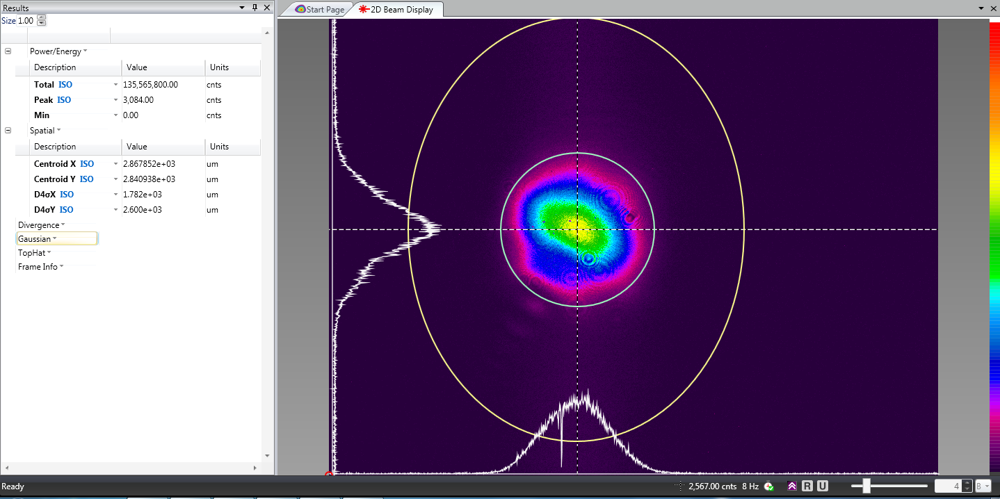 Results
Size 1.00
Power/Energy
Description Value Units
Total ISO 135,565,800.00 cnts
Peak ISO 3,084.00 cnts
Min 0.00 cnts
Spatial
Description Value Units
Centroid X ISO 2.867852e+03 um
Centroid Y ISO 2.840938e+03 um
D4σX ISO 1.782e+03 um
D4σY ISO 2.600e+03 um
Divergence
Gaussian
TopHat
Frame Info
Start Page 2D Beam Display
Ready 2,567.00 cnts 8 Hz R U 4 B